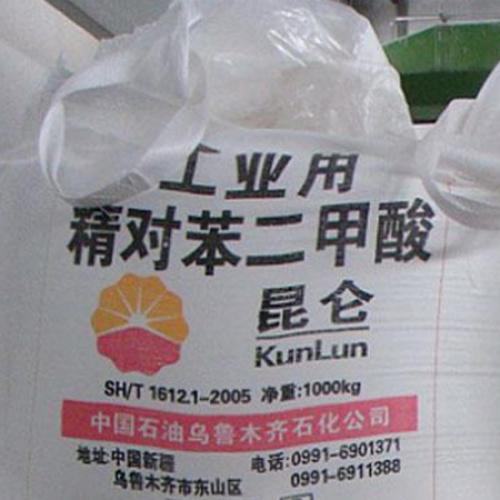 工业用
精对苯二甲酸
昆仑
KunLun
SH/T 1612.1-2005 净重:1000kg
中国石油乌鲁木齐石化公司
地址:中国新疆 电话:0991-6901371
乌鲁木齐市东山区 0991-6911388